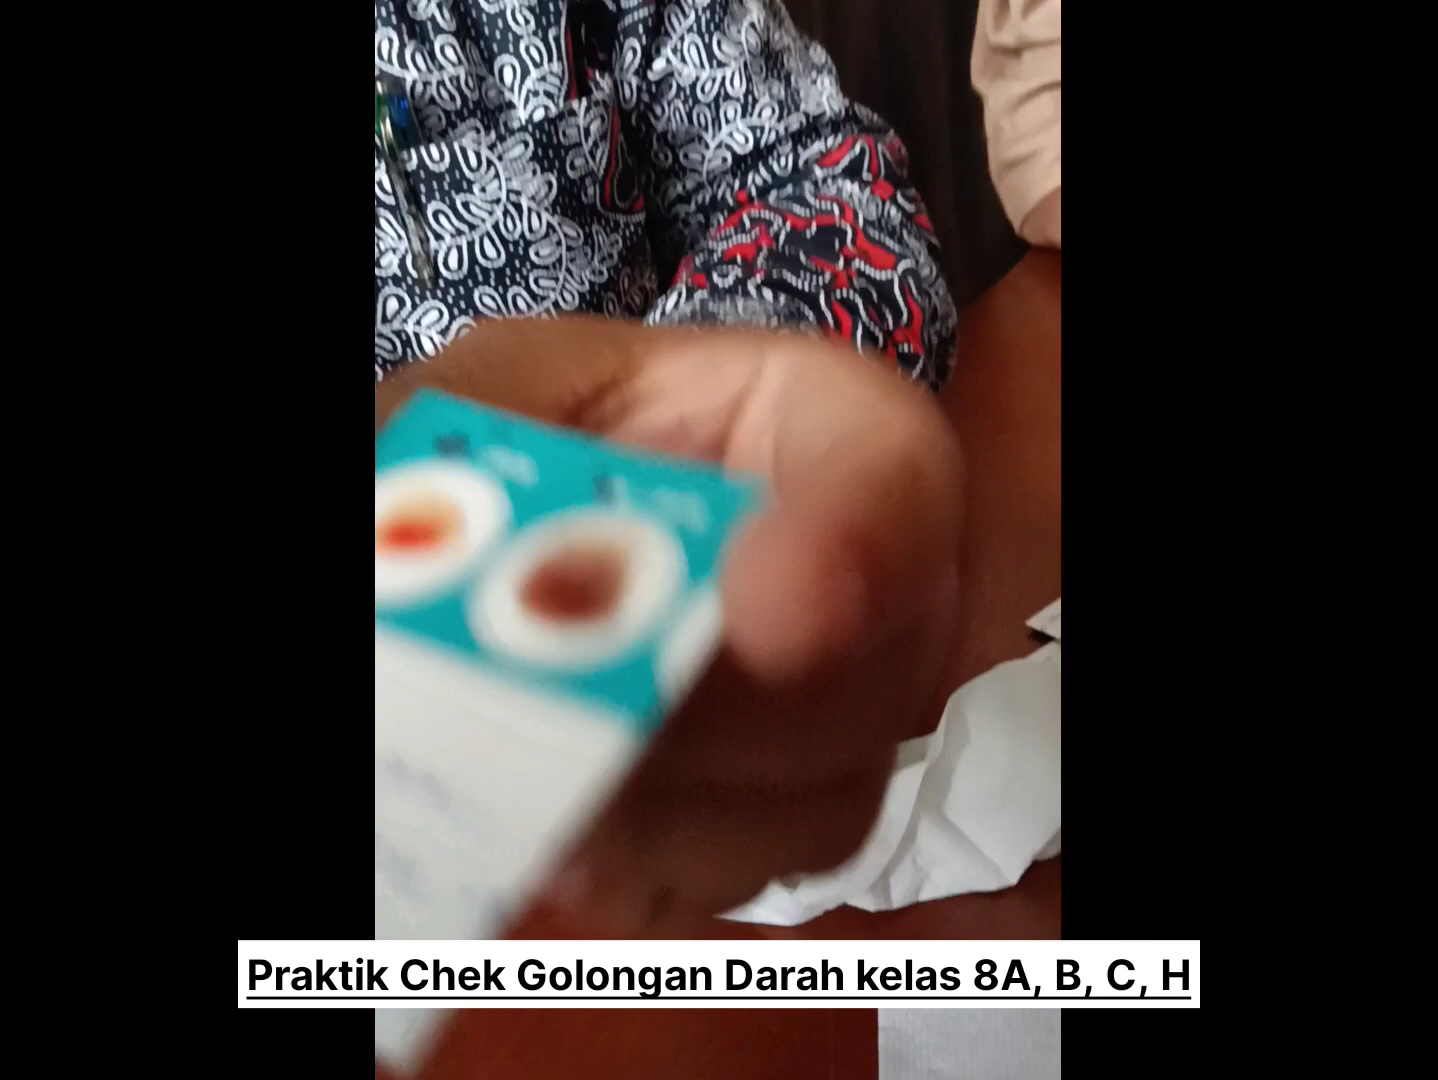 Praktik Chek Golongan Darah kelas 8A, B, C, H